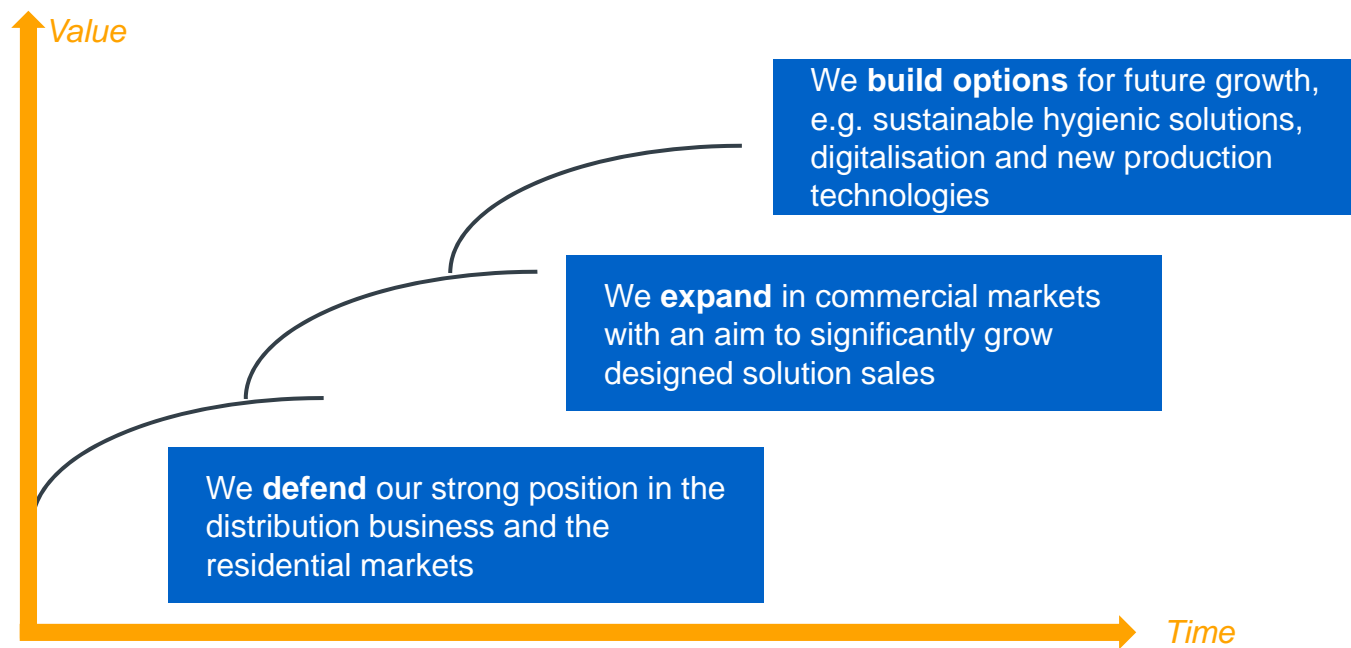 Value
We build options for future growth,
e.g. sustainable hygienic solutions,
digitalisation and new production
technologies
We expand in commercial markets
with an aim to significantly grow
designed solution sales
We defend our strong position in the
distribution business and the
residential markets
Time